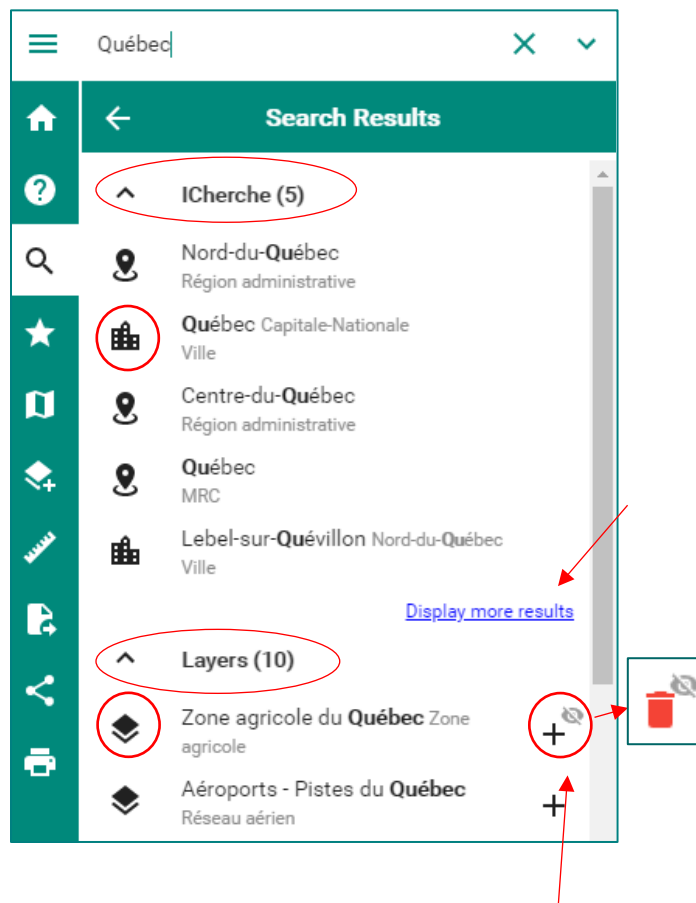 Québec
Search Results
ICherche (5)
Nord-du-Québec
Région administrative
Québec Capitale-Nationale
Ville
Centre-du-Québec
Région administrative
Québec
MRC
Lebel-sur-Quévillon Nord-du-Québec
Ville
Display more results
Layers (10)
Zone agricole du Québec Zone
agricole
Aéroports - Pistes du Québec
Réseau aérien